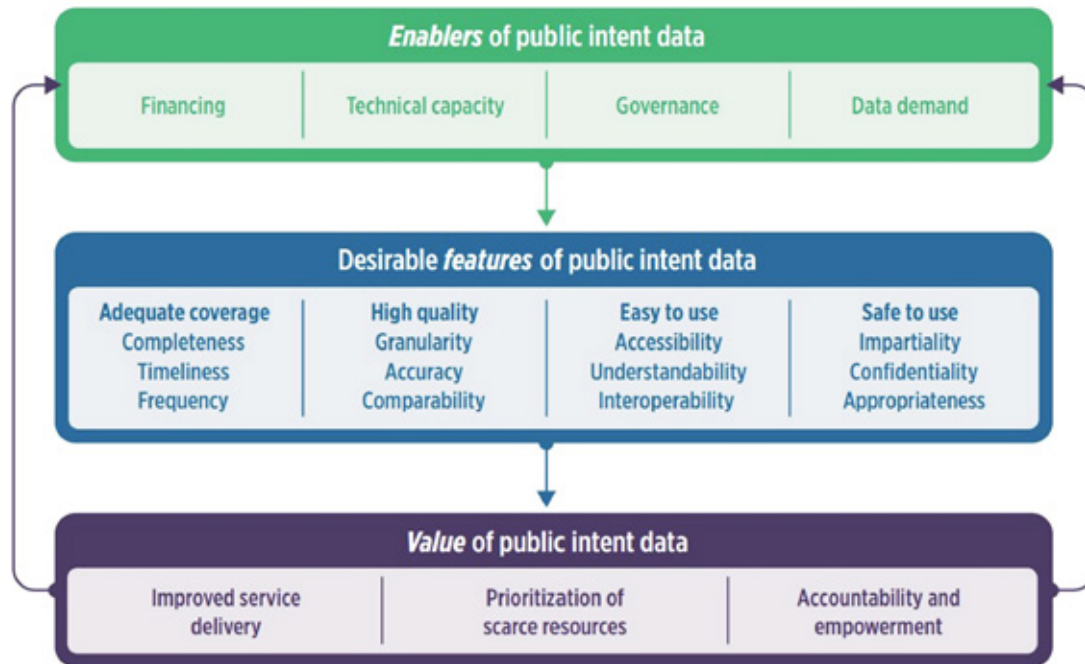 Enablers of public intent data
Financing
Technical capacity
Governance
Data demand
Desirable features of public intent data
Adequate coverage
Completeness
Timeliness
Frequency
High quality
Granularity
Accuracy
Comparability
Easy to use
Accessibility
Understandability
Interoperability
Safe to use
Impartiality
Confidentiality
Appropriateness
Value of public intent data
Improved service
delivery
Prioritization of
scarce resources
Accountability and
empowerment